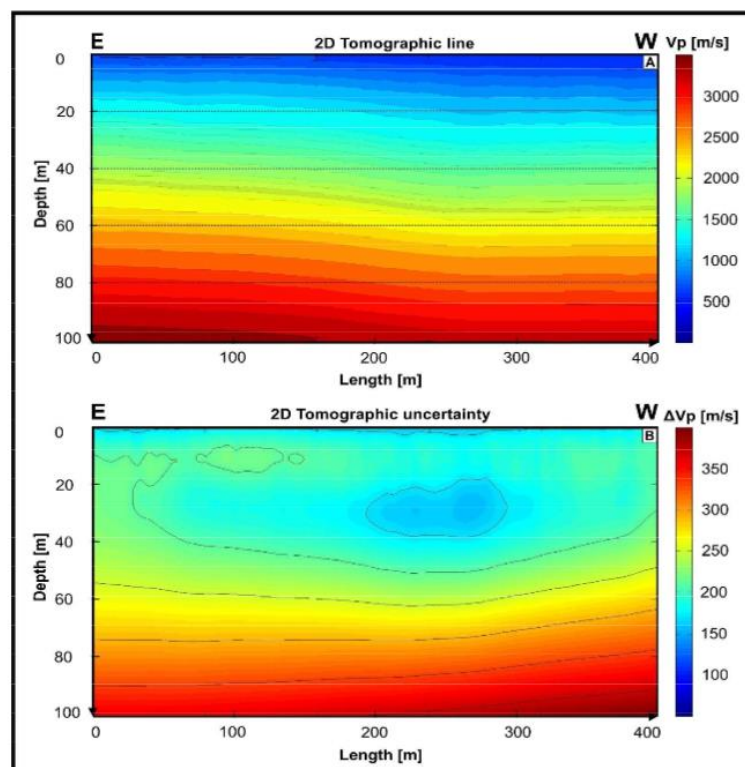 E 2D Tomographic line W Vp [m/s]
A
0
20
40
60
80
100
Depth [m]
0 100 200 300 400
Length [m]
3000
2500
2000
1500
1000
500
E 2D Tomographic uncertainty W ΔVp [m/s]
B
0
20
40
60
80
100
Depth [m]
0 100 200 300 400
Length [m]
350
300
250
200
150
100